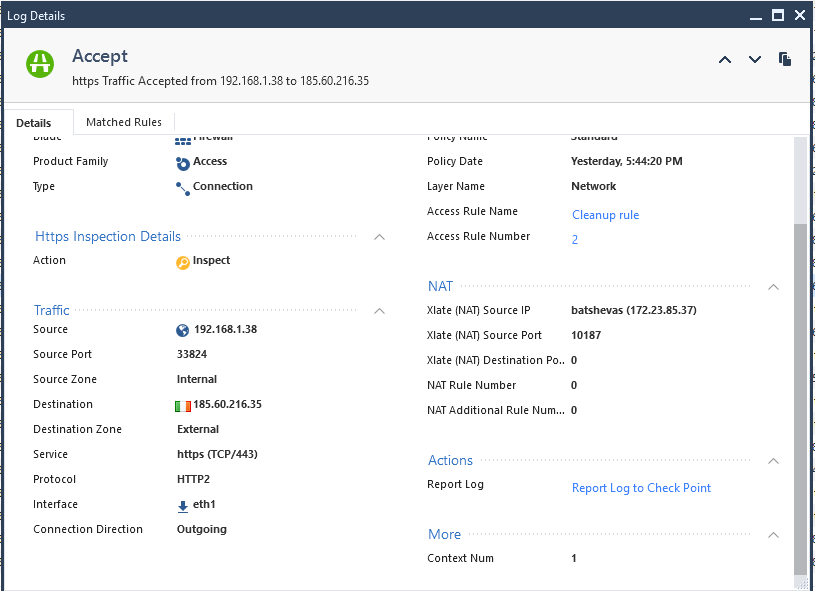 Log Details
Accept
https Traffic Accepted from 192.168.1.38 to 185.60.216.35
Details
Matched Rules
Blade Firewall
Product Family Access
Type Connection
Https Inspection Details
Action Inspect
Traffic
Source 192.168.1.38
Source Port 33824
Source Zone Internal
Destination 185.60.216.35
Destination Zone External
Service https (TCP/443)
Protocol HTTP2
Interface eth1
Connection Direction Outgoing
Policy Name Standard
Policy Date Yesterday, 5:44:20 PM
Layer Name Network
Access Rule Name Cleanup rule
Access Rule Number 2
NAT
Xlate (NAT) Source IP batshevas (172.23.85.37)
Xlate (NAT) Source Port 10187
Xlate (NAT) Destination Po.. 0
NAT Rule Number 0
NAT Additional Rule Num... 0
Actions
Report Log Report Log to Check Point
More
Context Num 1